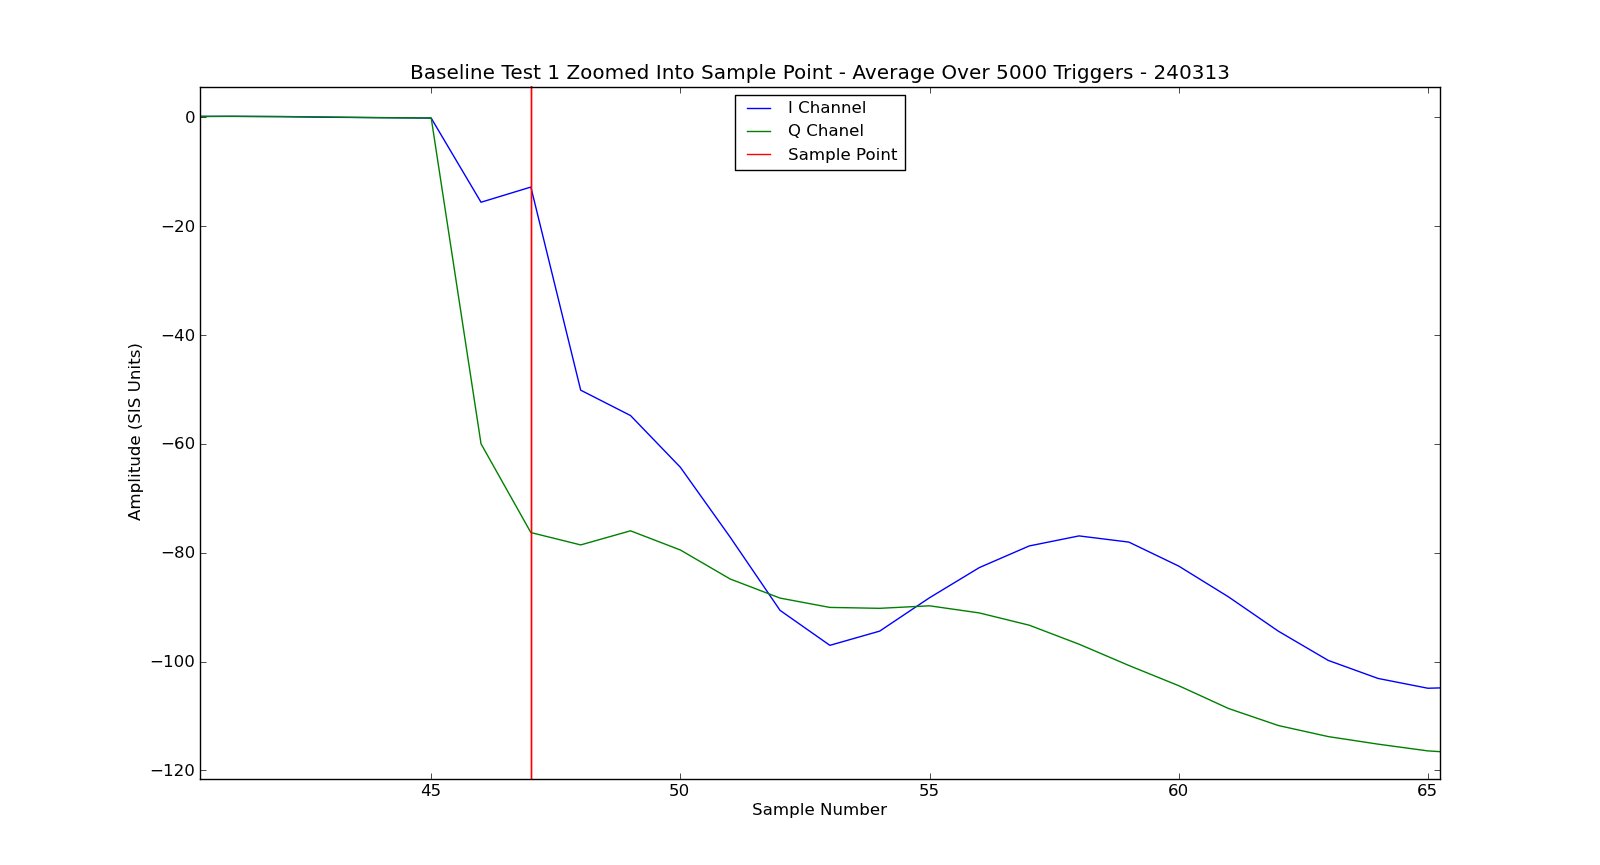 Baseline Test 1 Zoomed Into Sample Point - Average Over 5000 Triggers - 240313
I Channel
Q Chanel
Sample Point
0
−20
−40
−60
−80
−100
−120
Amplitude (SIS Units)
45
50
55
60
65
Sample Number